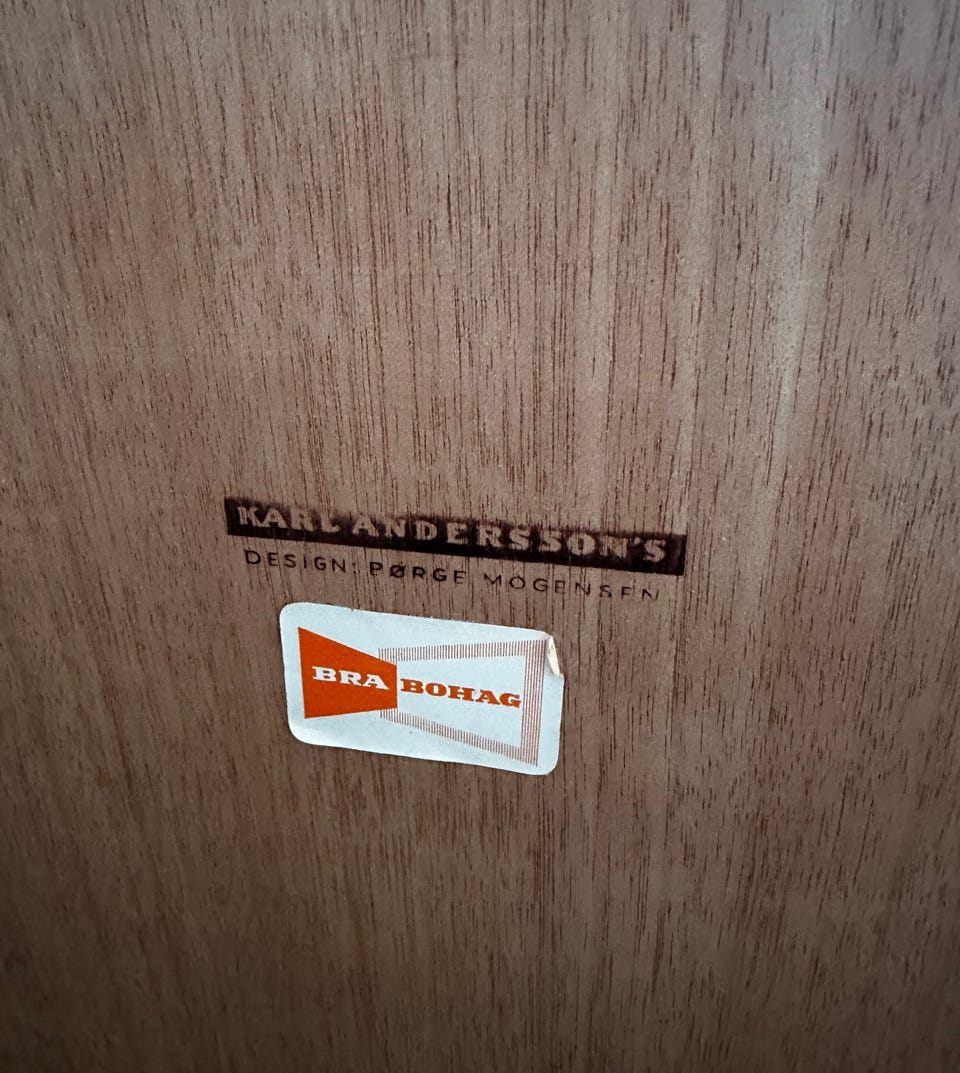 KARL ANDERSSON'S
DESIGN: BØRGE MOGENSEN
BRA BOHAG